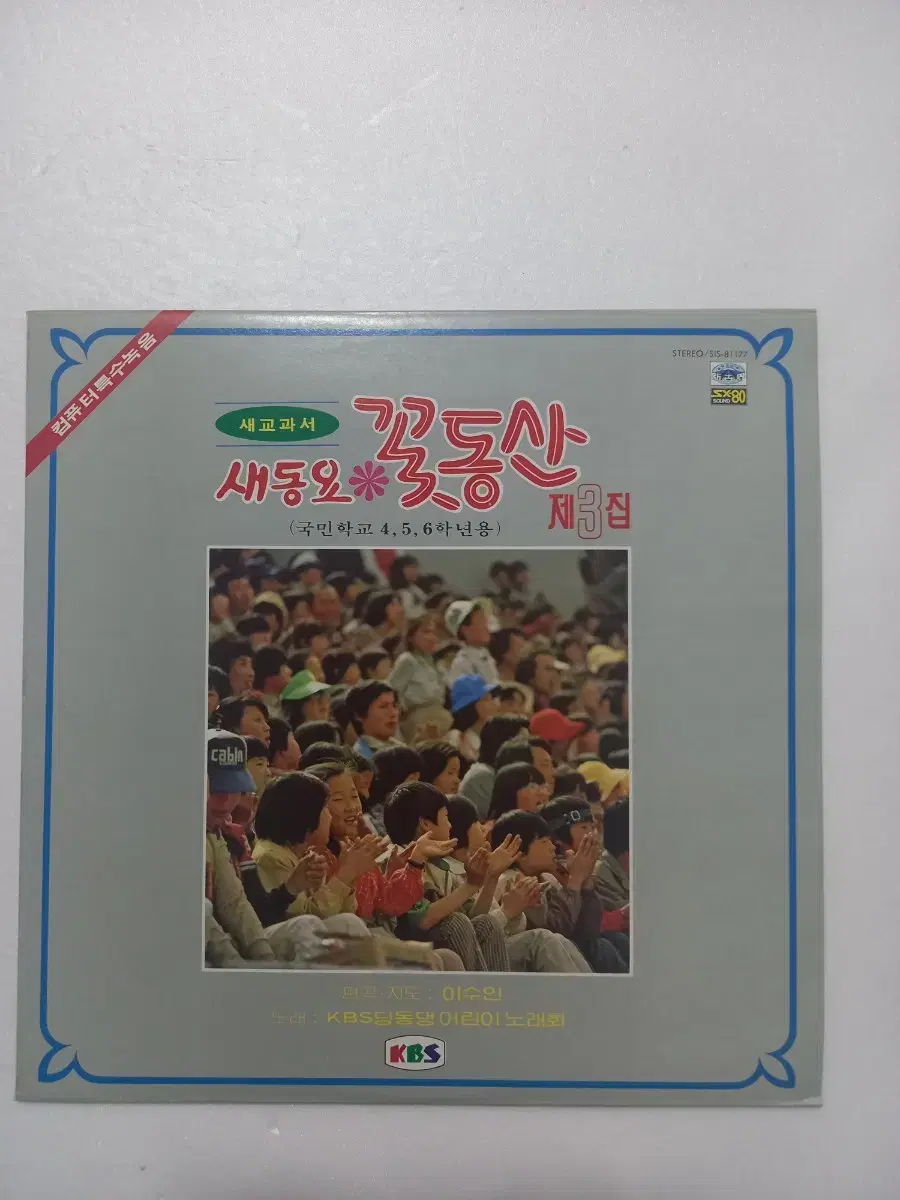 컴퓨터특수녹음
STEREO/SJS-81177
SX-80
SOUND
새교과서
새동요 꽃동산
제3집
(국민학교 4, 5, 6학년용)
cabin
편곡·지도 : 이수인
노래 : KBS딩동댕 어린이 노래회
KBS